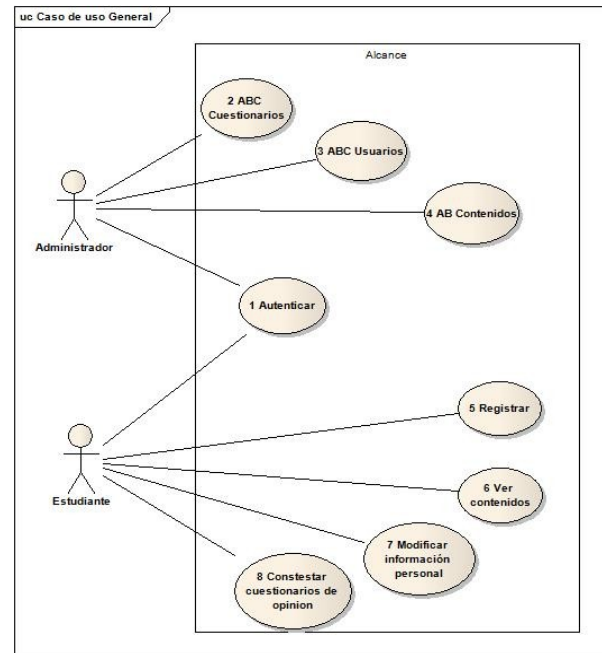 uc Caso de uso General
Alcance
2 ABC
Cuestionarios
3 ABC Usuarios
4 AB Contenidos
Administrador
1 Autenticar
5 Registrar
Estudiante
6 Ver
contenidos
7 Modificar
información
personal
8 Constestar
cuestionarios de
opinion